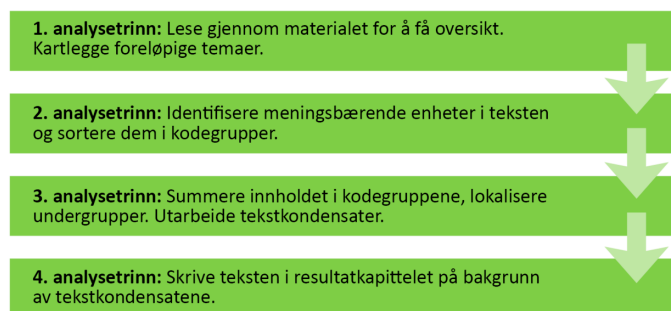 1. analysetrinn: Lese gjennom materialet for å få oversikt.
Kartlegge foreløpige temaer.
2. analysetrinn: Identifisere meningsbærende enheter i teksten
og sortere dem i kodegrupper.
3. analysetrinn: Summere innholdet i kodegruppene, lokalisere
undergrupper. Utarbeide tekstkondensater.
4. analysetrinn: Skrive teksten i resultatkapittelet på bakgrunn
av tekstkondensatene.